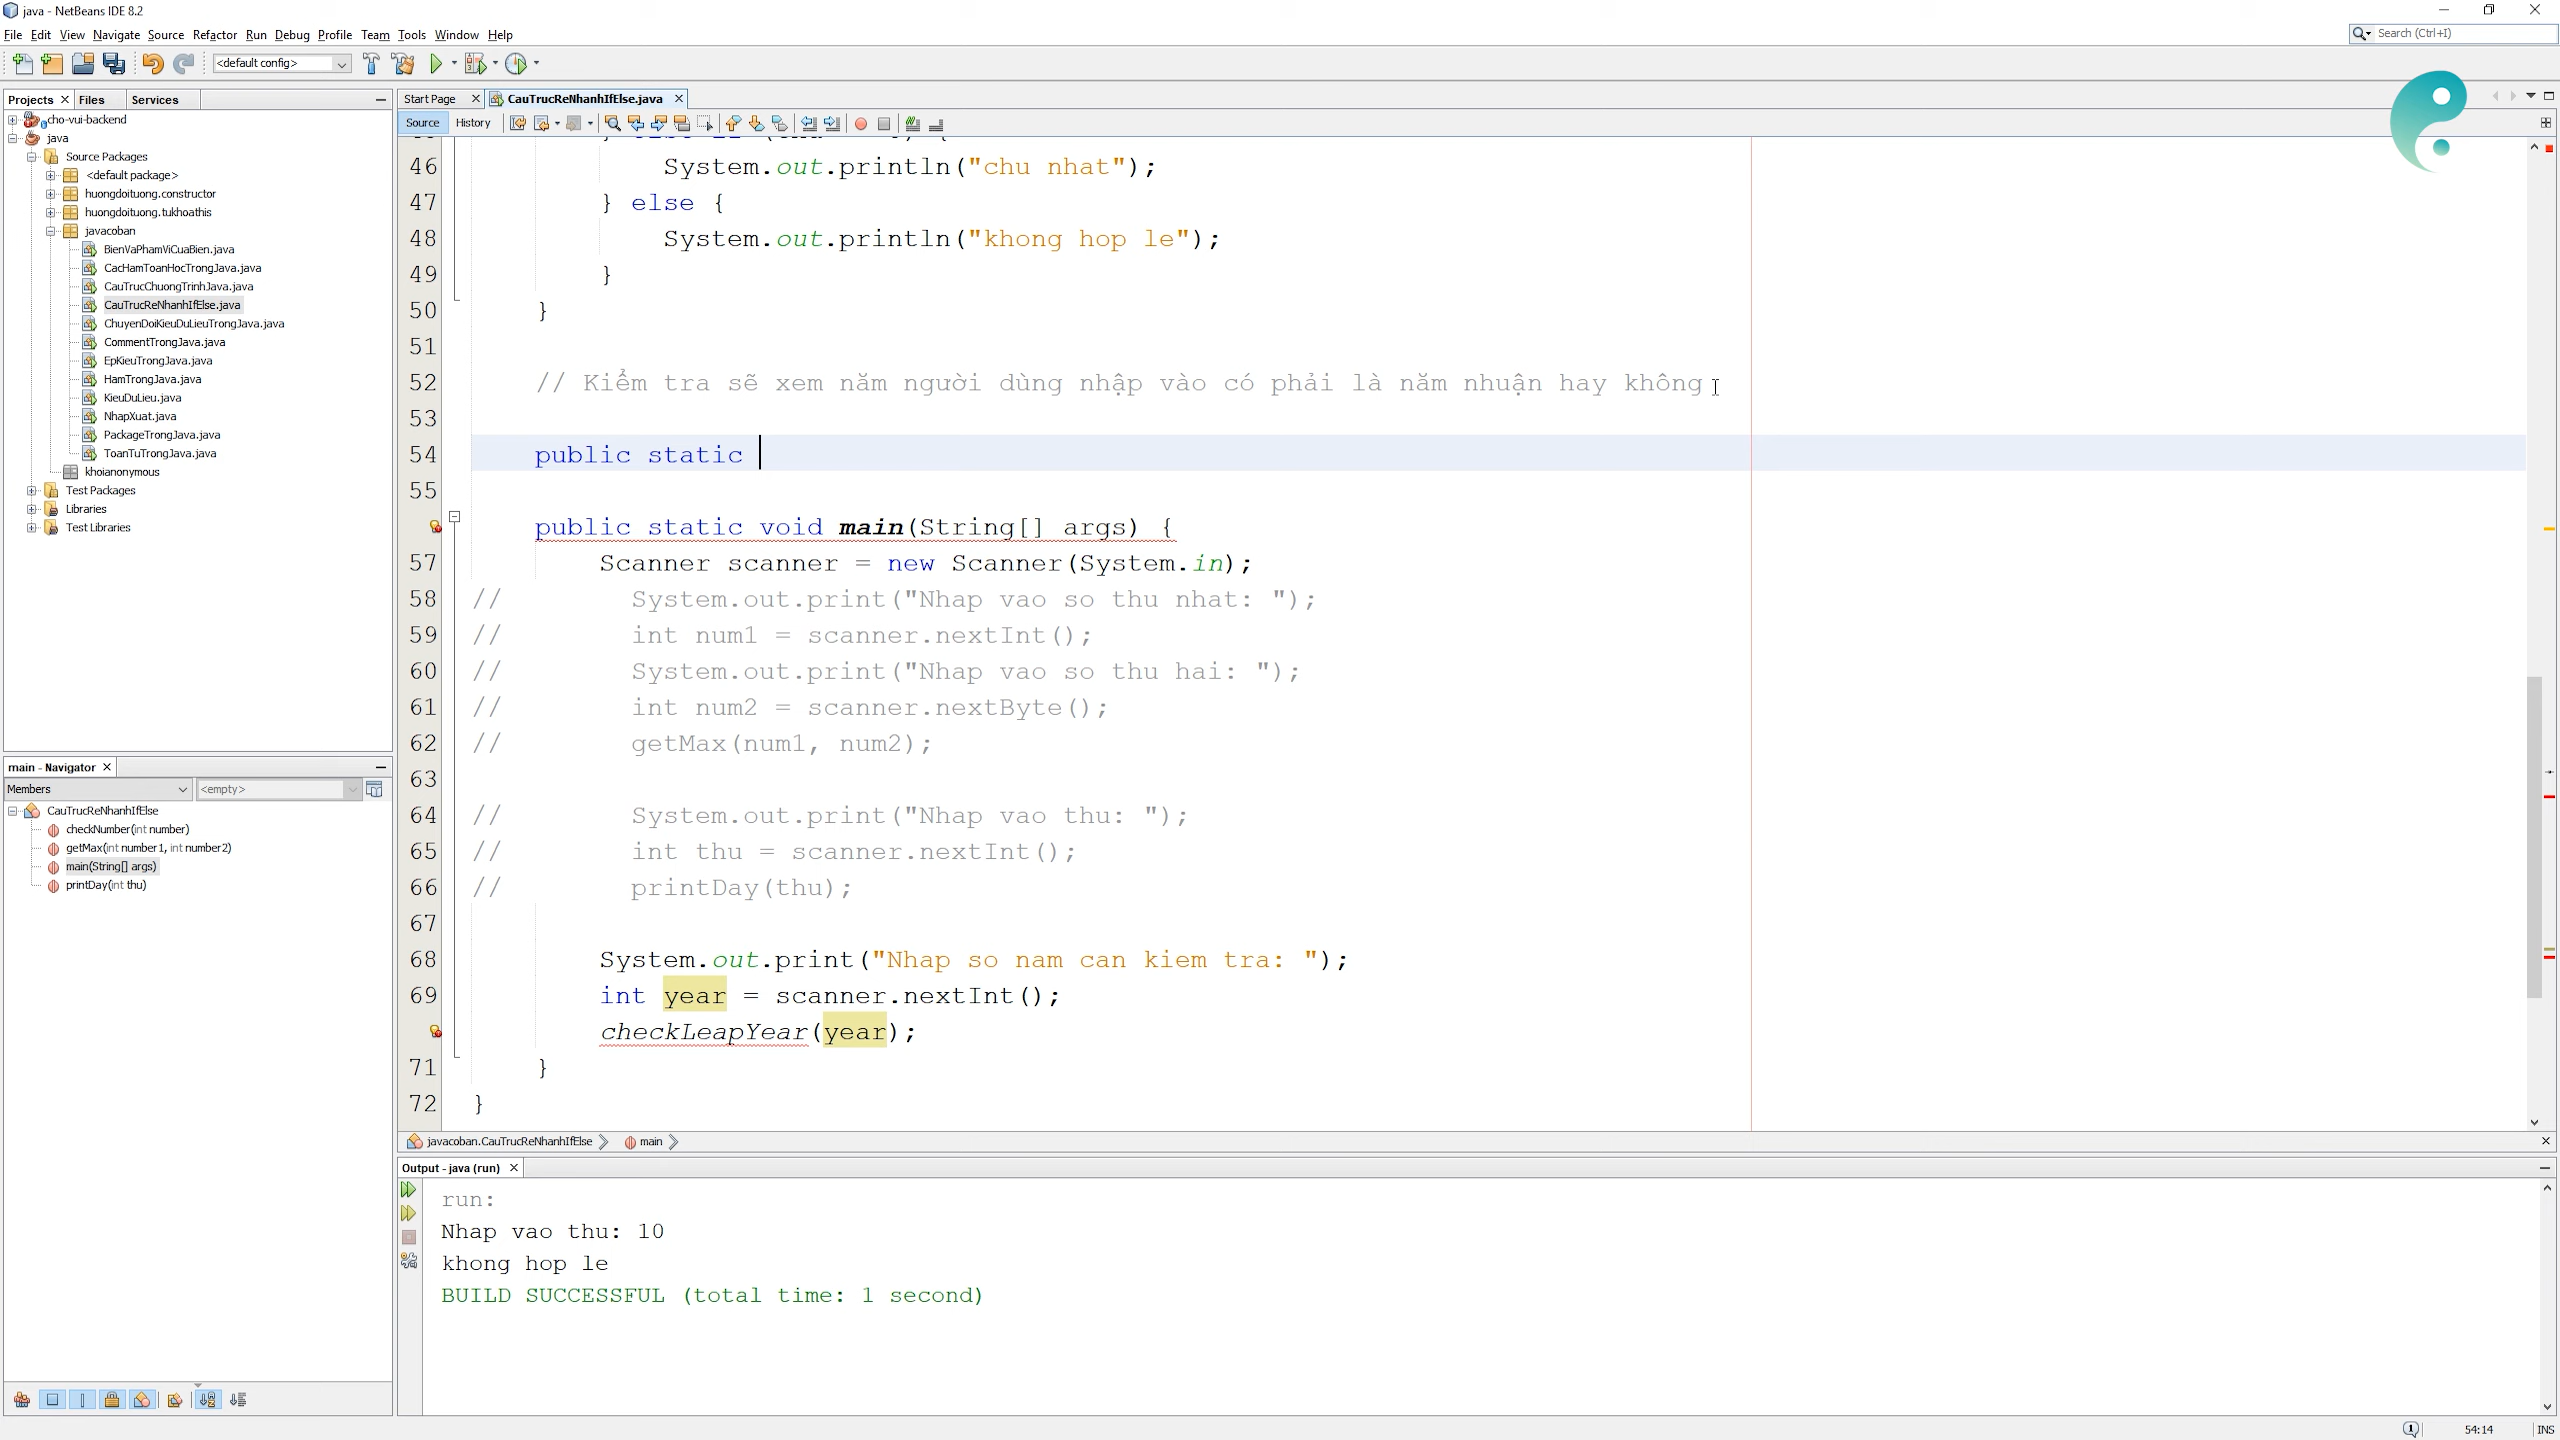 java - NetBeans IDE 8.2
File Edit View Navigate Source Refactor Run Debug Profile Team Tools Window Help
Search (Ctrl+I)
<default config>
Projects Files Services
Start Page CauTrucReNhanhIfElse.java
Source History
cho-vui-backend
java
Source Packages
<default package>
huongdoituong.constructor
huongdoituong.tukhoathis
javacoban
BienVaPhamViCuaBien.java
CacHamToanHocTrongJava.java
CauTrucChuongTrinhJava.java
CauTrucReNhanhIfElse.java
ChuyenDoiKieuDuLieuTrongJava.java
CommentTrongJava.java
EpKieuTrongJava.java
HamTrongJava.java
KieuDuLieu.java
NhapXuat.java
PackageTrongJava.java
ToanTuTrongJava.java
khoianonymous
Test Packages
Libraries
Test Libraries
main - Navigator
Members <empty>
CauTrucReNhanhIfElse
checkNumber(int number)
getMax(int number1, int number2)
main(String[] args)
printDay(int thu)
46 System.out.println("chu nhat");
47 } else {
48 System.out.println("khong hop le");
49 }
50 }
51
52 // Kiểm tra sẽ xem năm người dùng nhập vào có phải là năm nhuận hay không
53
54 public static
55
public static void main(String[] args) {
57 Scanner scanner = new Scanner(System.in);
58 // System.out.print("Nhap vao so thu nhat: ");
59 // int num1 = scanner.nextInt();
60 // System.out.print("Nhap vao so thu hai: ");
61 // int num2 = scanner.nextByte();
62 // getMax(num1, num2);
63
64 // System.out.print("Nhap vao thu: ");
65 // int thu = scanner.nextInt();
66 // printDay(thu);
67
68 System.out.print("Nhap so nam can kiem tra: ");
69 int year = scanner.nextInt();
checkLeapYear(year);
71 }
72 }
javacoban.CauTrucReNhanhIfElse main
Output - java (run)
run:
Nhap vao thu: 10
khong hop le
BUILD SUCCESSFUL (total time: 1 second)
1 54:14 INS